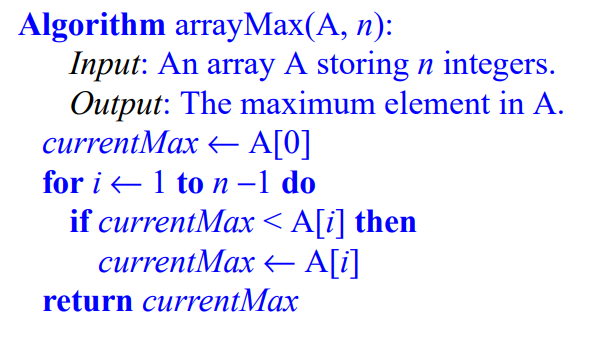 Algorithm arrayMax(A, n):
Input: An array A storing n integers.
Output: The maximum element in A.
currentMax ← A[0]
for i ← 1 to n –1 do
if currentMax < A[i] then
currentMax ← A[i]
return currentMax